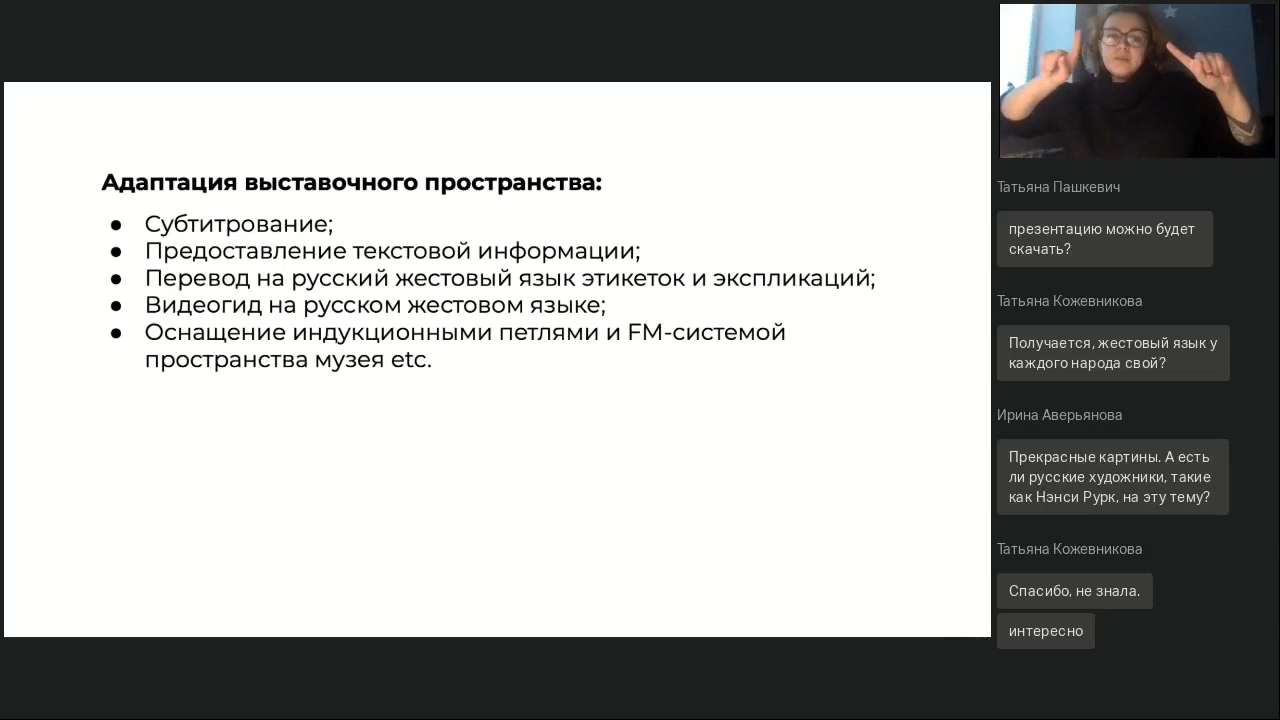 Адаптация выставочного пространства:
● Субтитрование;
● Предоставление текстовой информации;
● Перевод на русский жестовый язык этикеток и экспликаций;
● Видеогид на русском жестовом языке;
● Оснащение индукционными петлями и FM-системой
пространства музея etc.
Татьяна Пашкевич
презентацию можно будет
скачать?
Татьяна Кожевникова
Получается, жестовый язык у
каждого народа свой?
Ирина Аверьянова
Прекрасные картины. А есть
ли русские художники, такие
как Нэнси Рурк, на эту тему?
Татьяна Кожевникова
Спасибо, не знала.
интересно